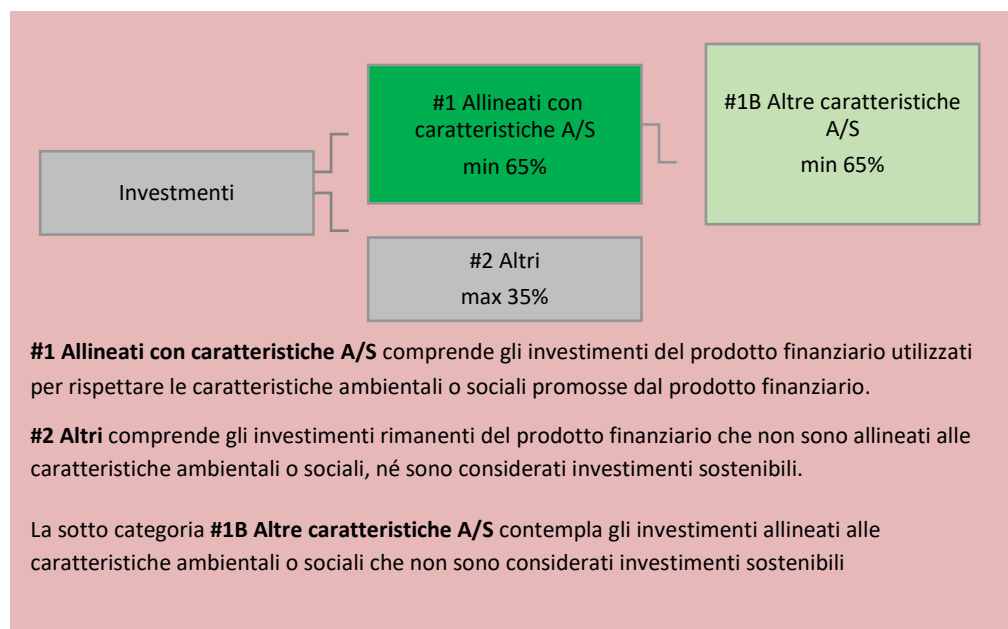 #1 Allineati con
caratteristiche A/S
min 65%
#1B Altre caratteristiche
A/S
min 65%
Investmenti
#2 Altri
max 35%
#1 Allineati con caratteristiche A/S comprende gli investimenti del prodotto finanziario utilizzati
per rispettare le caratteristiche ambientali o sociali promosse dal prodotto finanziario.
#2 Altri comprende gli investimenti rimanenti del prodotto finanziario che non sono allineati alle
caratteristiche ambientali o sociali, né sono considerati investimenti sostenibili.
La sotto categoria #1B Altre caratteristiche A/S contempla gli investimenti allineati alle
caratteristiche ambientali o sociali che non sono considerati investimenti sostenibili